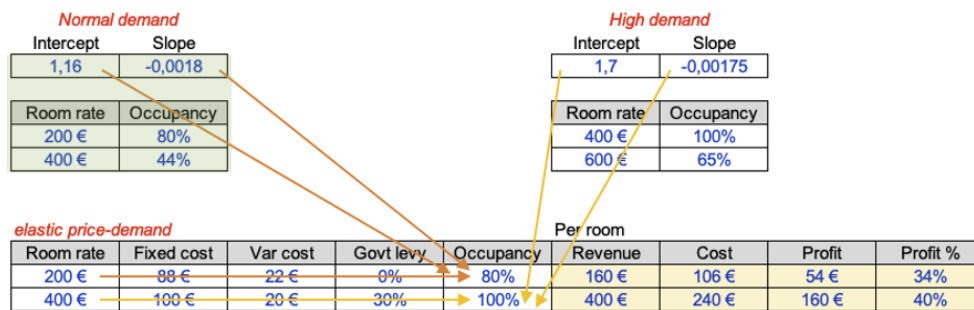 Normal demand High demand
Intercept Slope Intercept Slope
1,16 -0,0018 1,7 -0,00175
Room rate Occupancy Room rate Occupancy
200 € 80% 400 € 100%
400 € 44% 600 € 65%
elastic price-demand Per room
Room rate Fixed cost Var cost Govt levy Occupancy Revenue Cost Profit Profit %
200 € 88 € 22 € 0% 80% 160 € 106 € 54 € 34%
400 € 100 € 20 € 30% 100% 400 € 240 € 160 € 40%